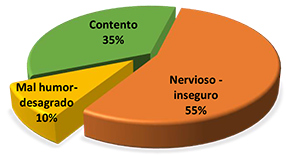 Contento
35%
Mal humor-
desagrado
10%
Nervioso -
inseguro
55%